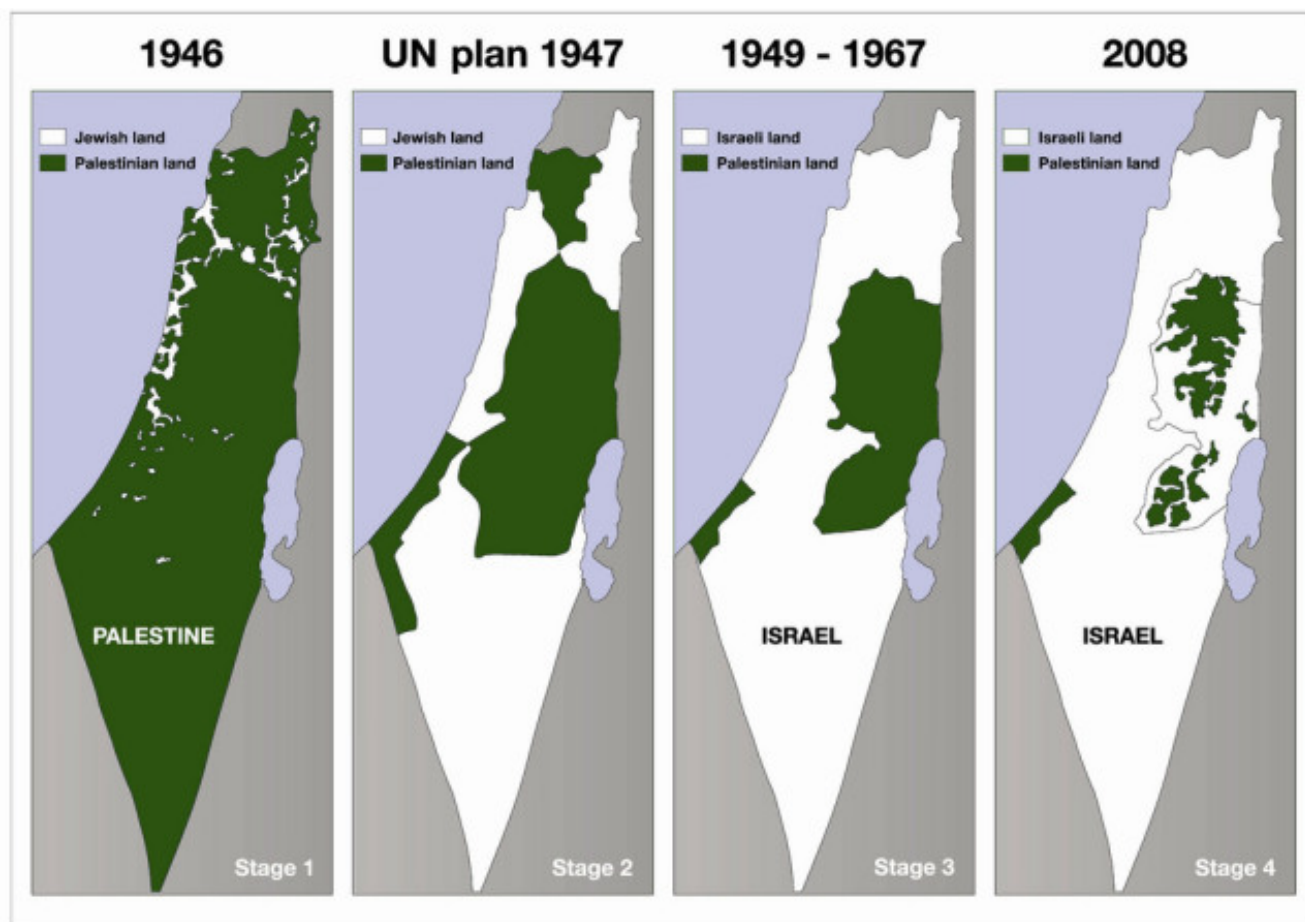 1946
Jewish land
Palestinian land
PALESTINE
Stage 1
UN plan 1947
Jewish land
Palestinian land
Stage 2
1949 - 1967
Israeli land
Palestinian land
ISRAEL
Stage 3
2008
Israeli land
Palestinian land
ISRAEL
Stage 4